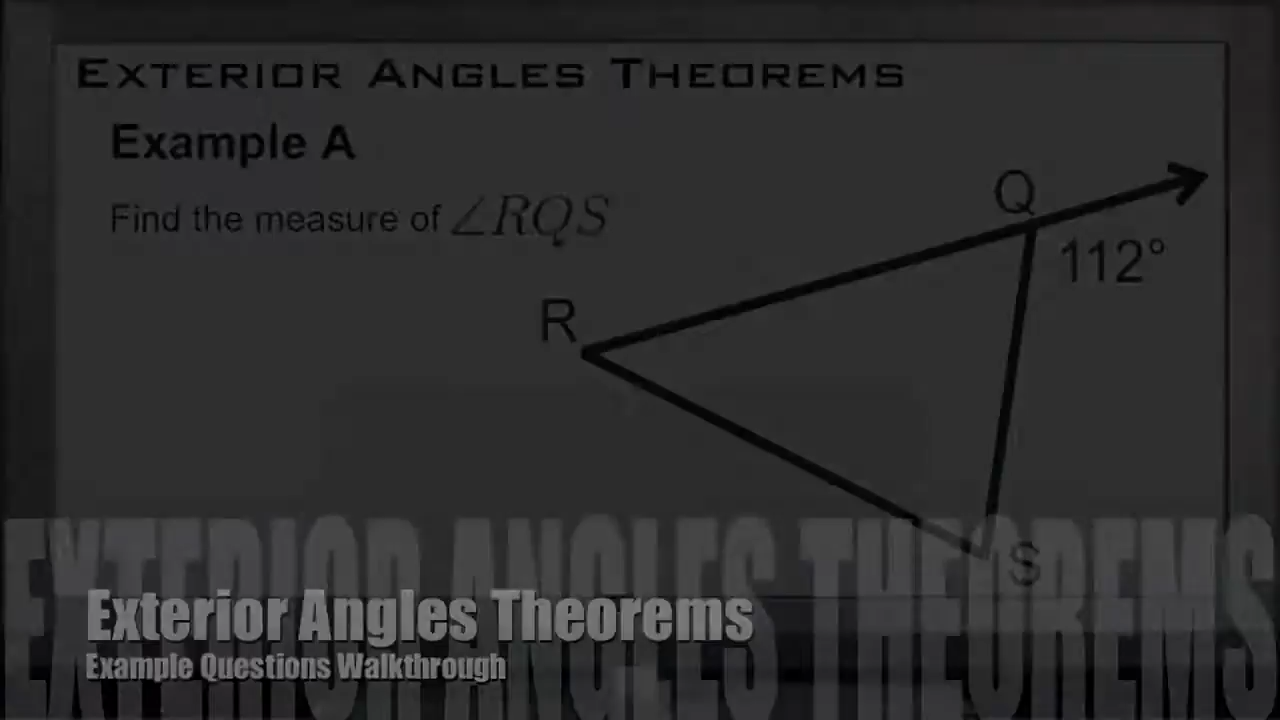 EXTERIOR ANGLES THEOREMS
Example A
Find the measure of ∠RQS
Q
112°
R
S
EXTERIOR ANGLES THEOREMS
Exterior Angles Theorems
Example Questions Walkthrough